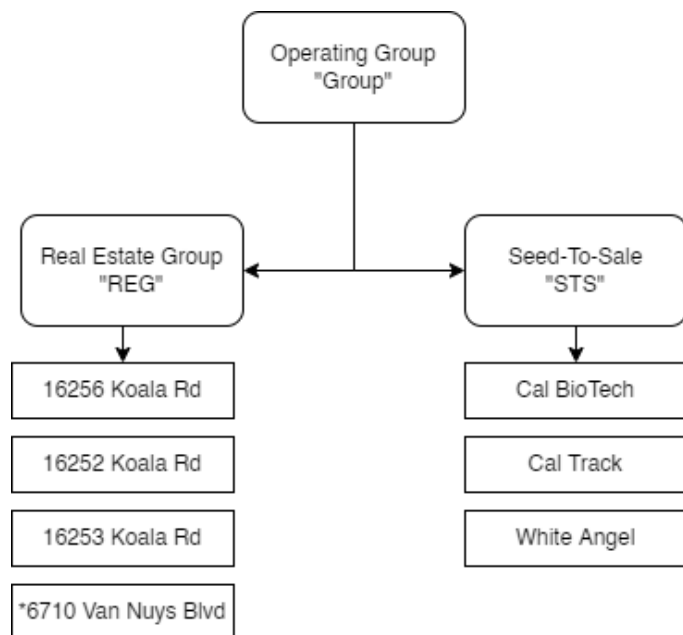 Operating Group
"Group"
Real Estate Group
"REG"
Seed-To-Sale
"STS"
16256 Koala Rd
Cal BioTech
16252 Koala Rd
Cal Track
16253 Koala Rd
White Angel
*6710 Van Nuys Blvd